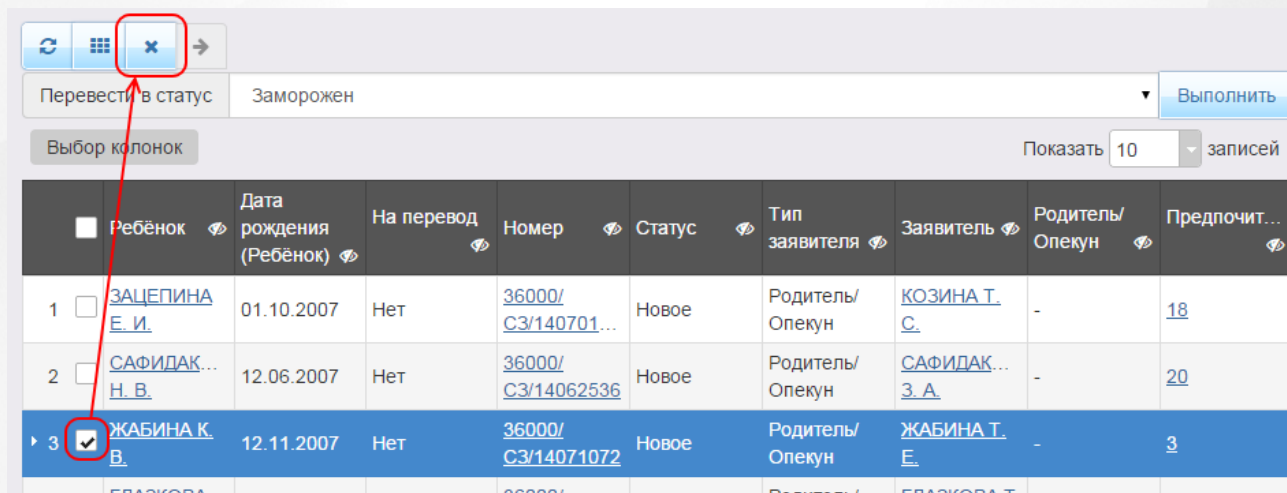 Перевести в статус Заморожен Выполнить
Выбор колонок Показать 10 записей
Ребёнок Дата рождения (Ребёнок) На перевод Номер Статус Тип заявителя Заявитель Родитель/ Опекун Предпочит...
1 ЗАЦЕПИНА Е. И. 01.10.2007 Нет 36000/ СЗ/140701... Новое Родитель/ Опекун КОЗИНА Т. С. - 18
2 САФИДАК... Н. В. 12.06.2007 Нет 36000/ СЗ/14062536 Новое Родитель/ Опекун САФИДАК... З. А. - 20
3 ЖАБИНА К. В. 12.11.2007 Нет 36000/ СЗ/14071072 Новое Родитель/ Опекун ЖАБИНА Т. Е. - 3